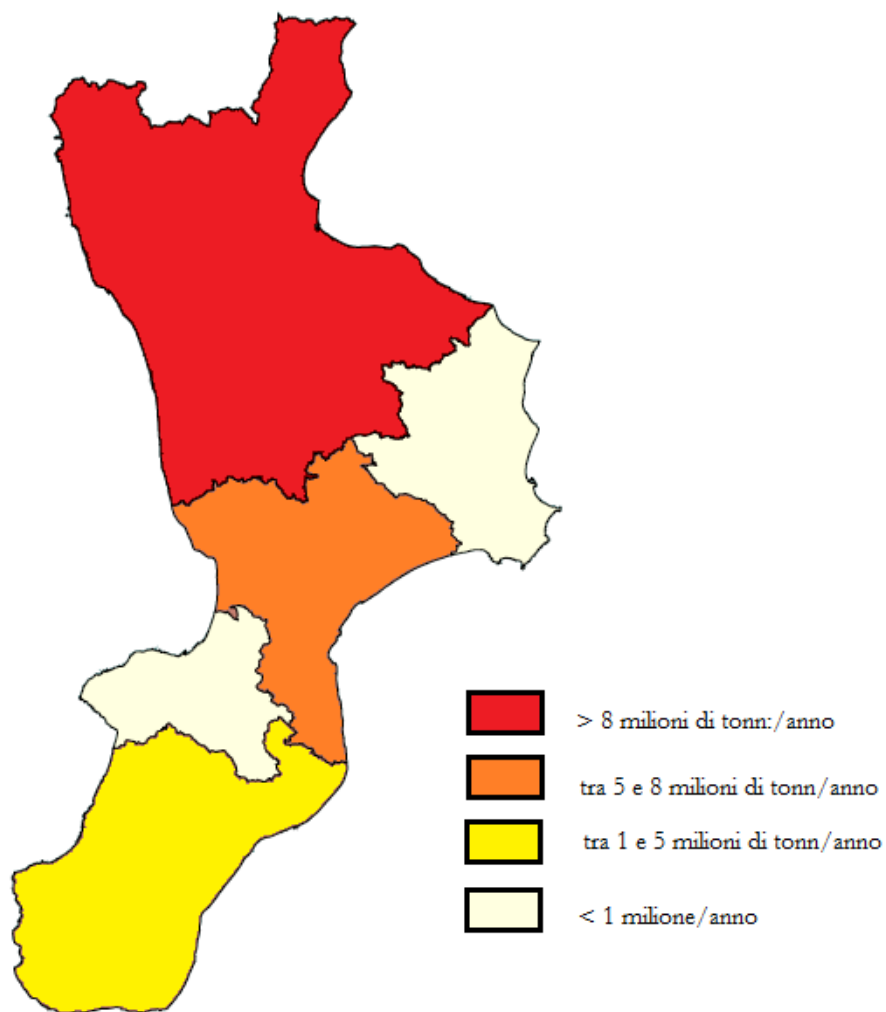 > 8 milioni di tonn:/anno
tra 5 e 8 milioni di tonn/anno
tra 1 e 5 milioni di tonn/anno
< 1 milione/anno